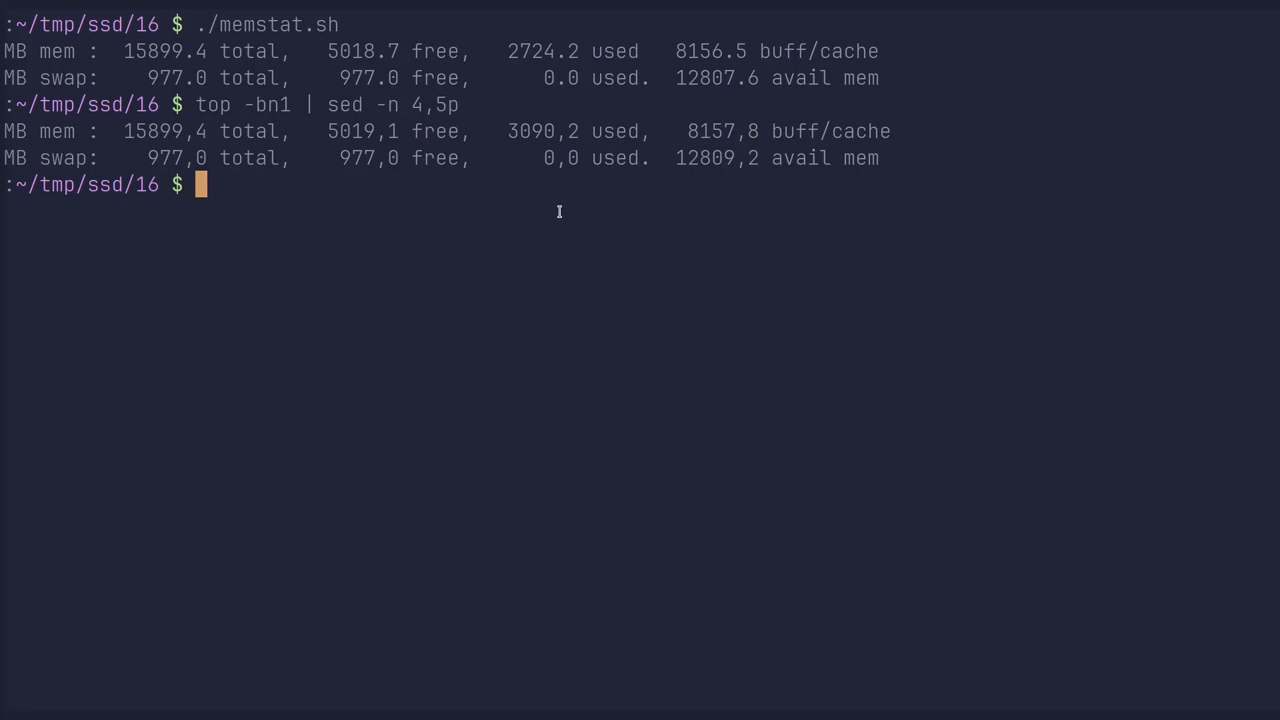 :~/tmp/ssd/16 $ ./memstat.sh
MB mem :  15899.4 total,   5018.7 free,   2724.2 used   8156.5 buff/cache
MB swap:    977.0 total,    977.0 free,      0.0 used.  12807.6 avail mem
:~/tmp/ssd/16 $ top -bn1 | sed -n 4,5p
MB mem :  15899,4 total,   5019,1 free,   3090,2 used,   8157,8 buff/cache
MB swap:    977,0 total,    977,0 free,      0,0 used.  12809,2 avail mem
:~/tmp/ssd/16 $